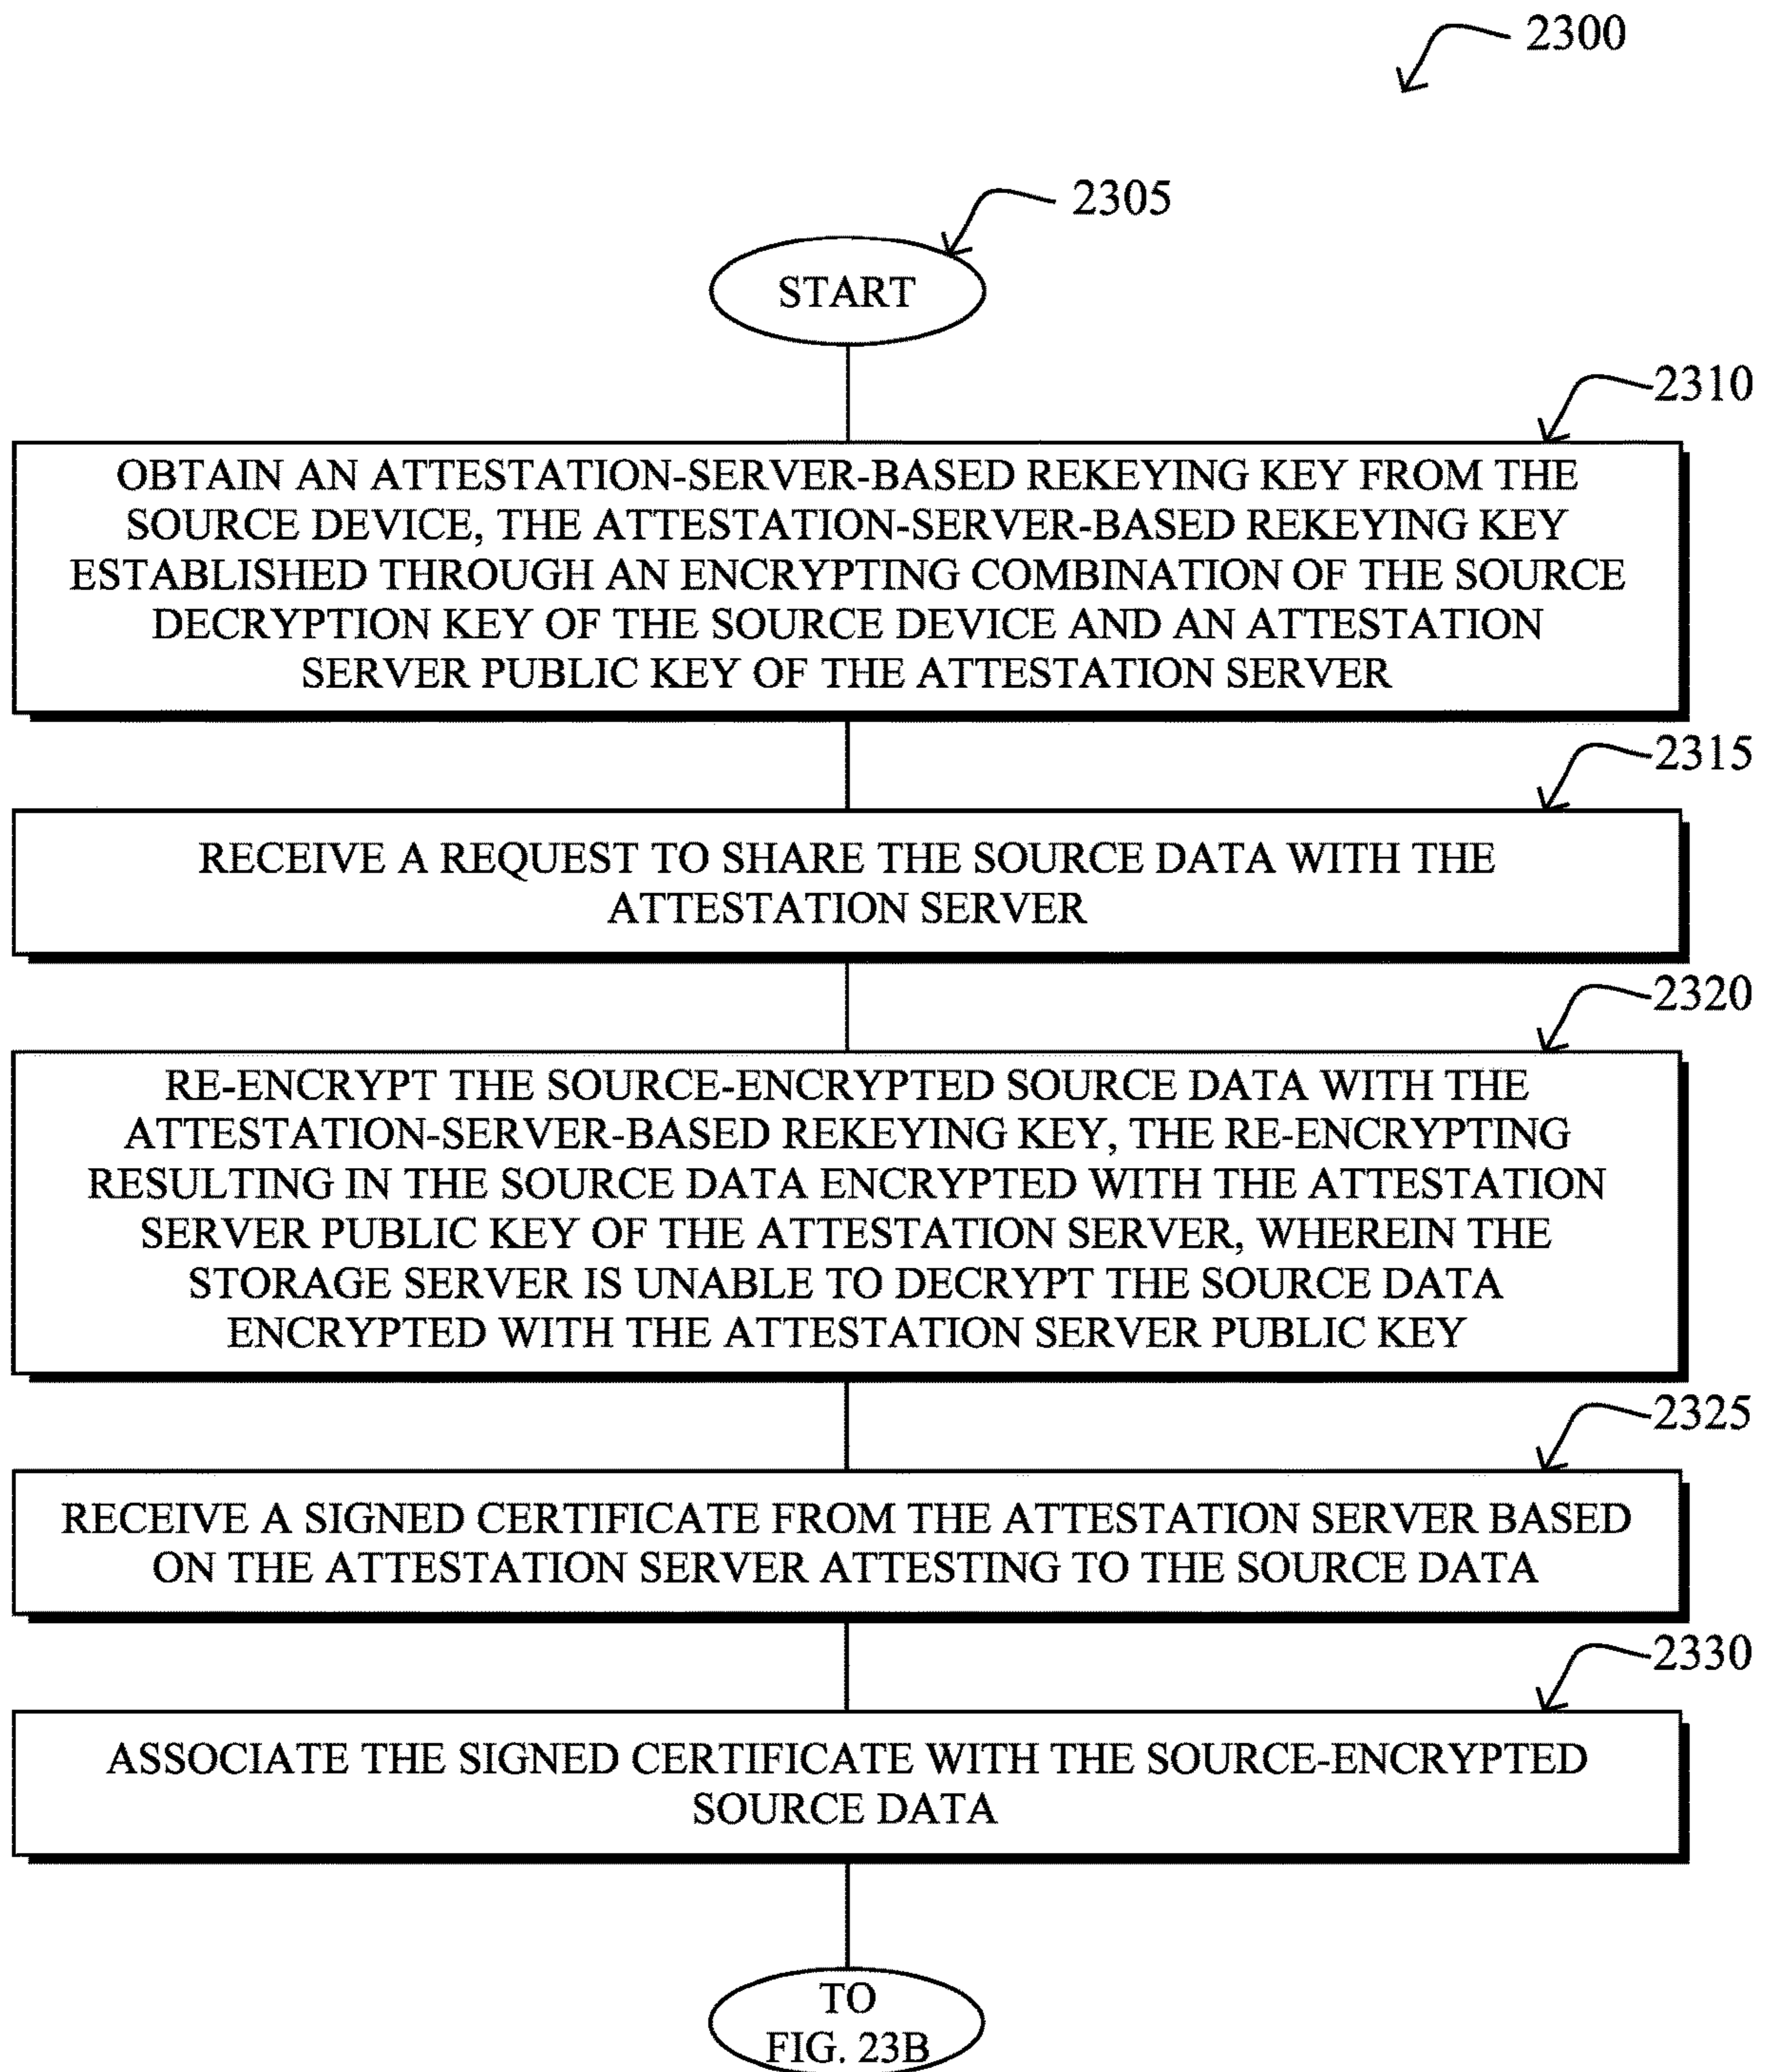 2300
2305
START
2310
OBTAIN AN ATTESTATION-SERVER-BASED REKEYING KEY FROM THE
SOURCE DEVICE, THE ATTESTATION-SERVER-BASED REKEYING KEY
ESTABLISHED THROUGH AN ENCRYPTING COMBINATION OF THE SOURCE
DECRYPTION KEY OF THE SOURCE DEVICE AND AN ATTESTATION
SERVER PUBLIC KEY OF THE ATTESTATION SERVER
2315
RECEIVE A REQUEST TO SHARE THE SOURCE DATA WITH THE
ATTESTATION SERVER
2320
RE-ENCRYPT THE SOURCE-ENCRYPTED SOURCE DATA WITH THE
ATTESTATION-SERVER-BASED REKEYING KEY, THE RE-ENCRYPTING
RESULTING IN THE SOURCE DATA ENCRYPTED WITH THE ATTESTATION
SERVER PUBLIC KEY OF THE ATTESTATION SERVER, WHEREIN THE
STORAGE SERVER IS UNABLE TO DECRYPT THE SOURCE DATA
ENCRYPTED WITH THE ATTESTATION SERVER PUBLIC KEY
2325
RECEIVE A SIGNED CERTIFICATE FROM THE ATTESTATION SERVER BASED
ON THE ATTESTATION SERVER ATTESTING TO THE SOURCE DATA
2330
ASSOCIATE THE SIGNED CERTIFICATE WITH THE SOURCE-ENCRYPTED
SOURCE DATA
TO
FIG. 23B